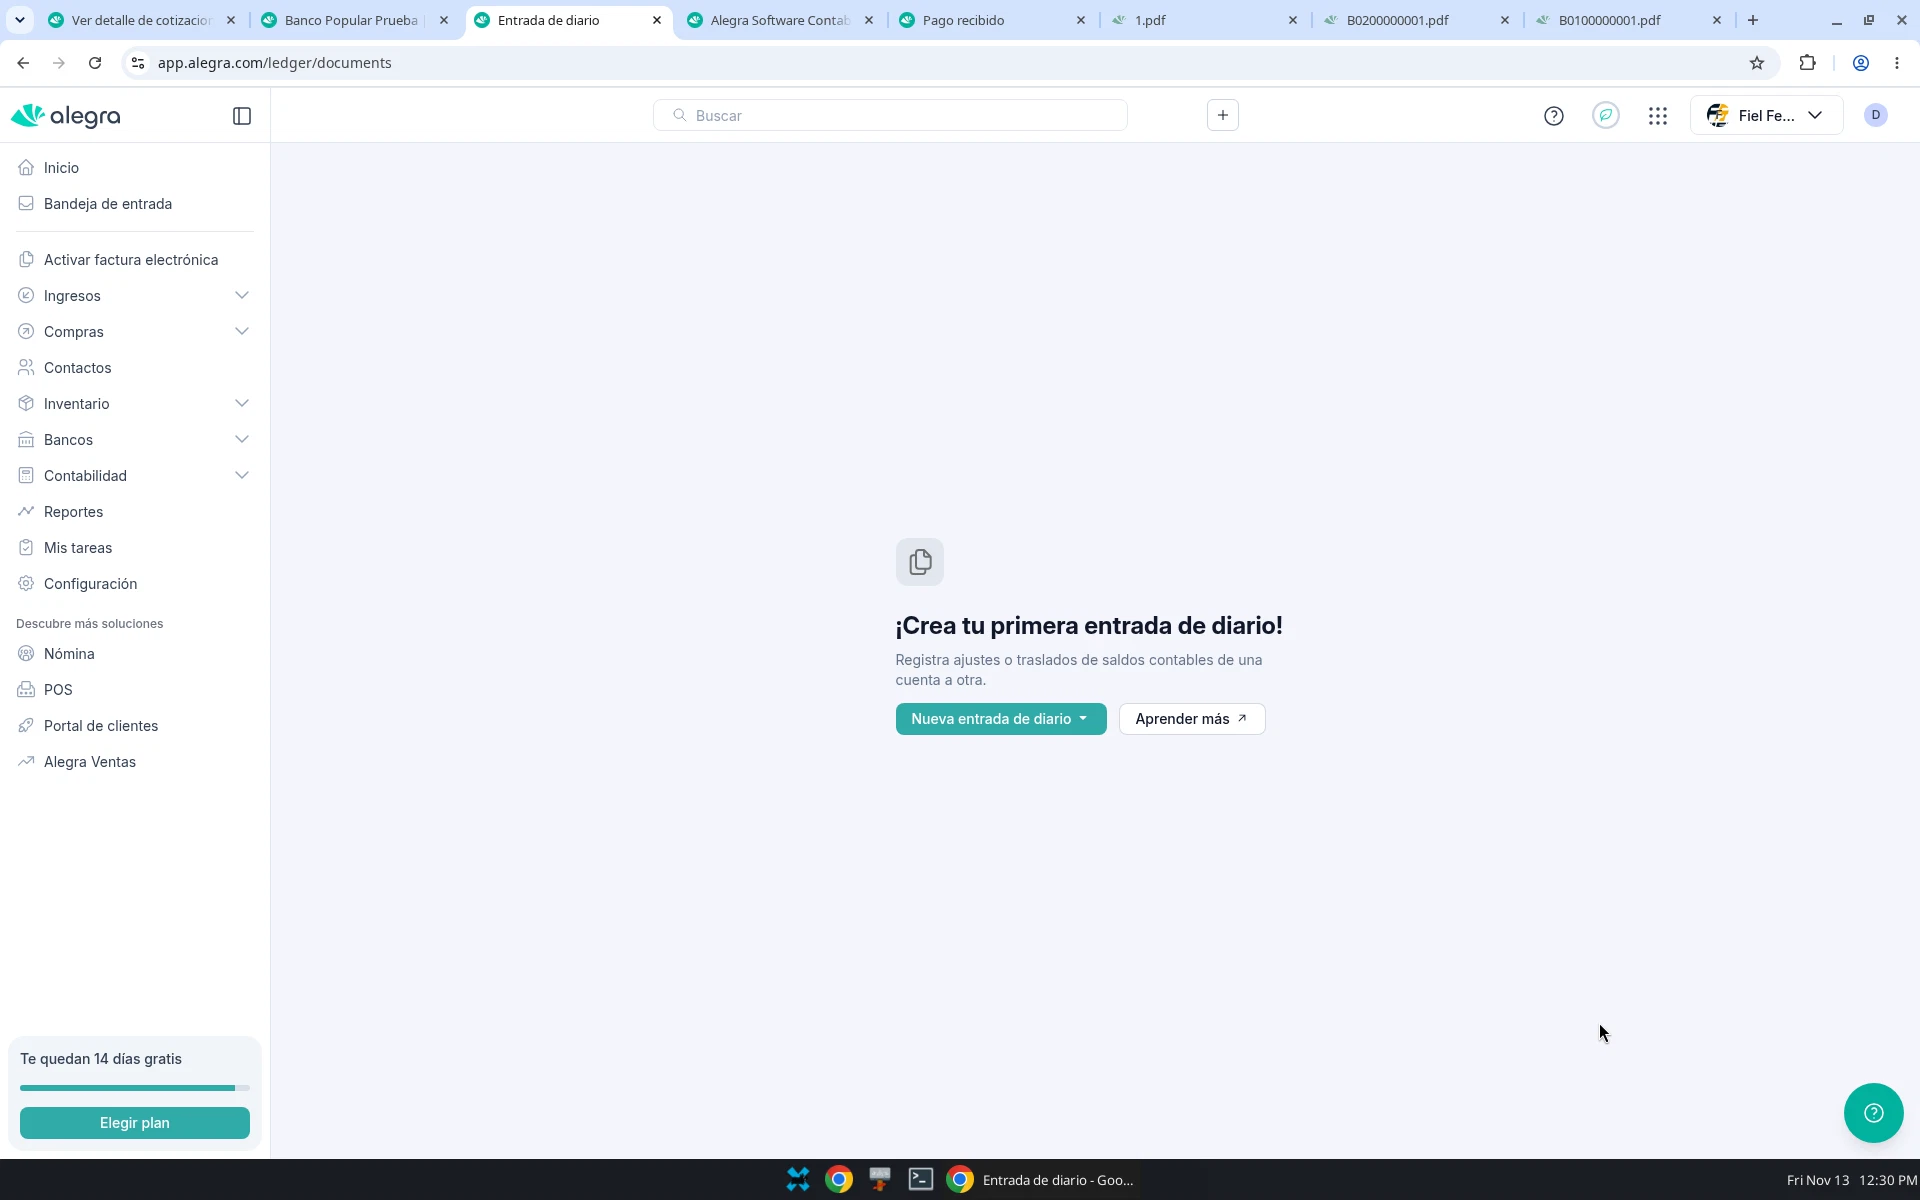 Ver detalle de cotizacion
Banco Popular Prueba
Entrada de diario
Alegra Software Contab
Pago recibido
1.pdf
B0200000001.pdf
B0100000001.pdf
app.alegra.com/ledger/documents
alegra
Buscar
Fiel Fe...
D
Inicio
Bandeja de entrada
Activar factura electrónica
Ingresos
Compras
Contactos
Inventario
Bancos
Contabilidad
Reportes
Mis tareas
Configuración
Descubre más soluciones
Nómina
POS
Portal de clientes
Alegra Ventas
¡Crea tu primera entrada de diario!
Registra ajustes o traslados de saldos contables de una
cuenta a otra.
Nueva entrada de diario
Aprender más
Te quedan 14 días gratis
Elegir plan
Entrada de diario - Goo...
Fri Nov 13 12:30 PM